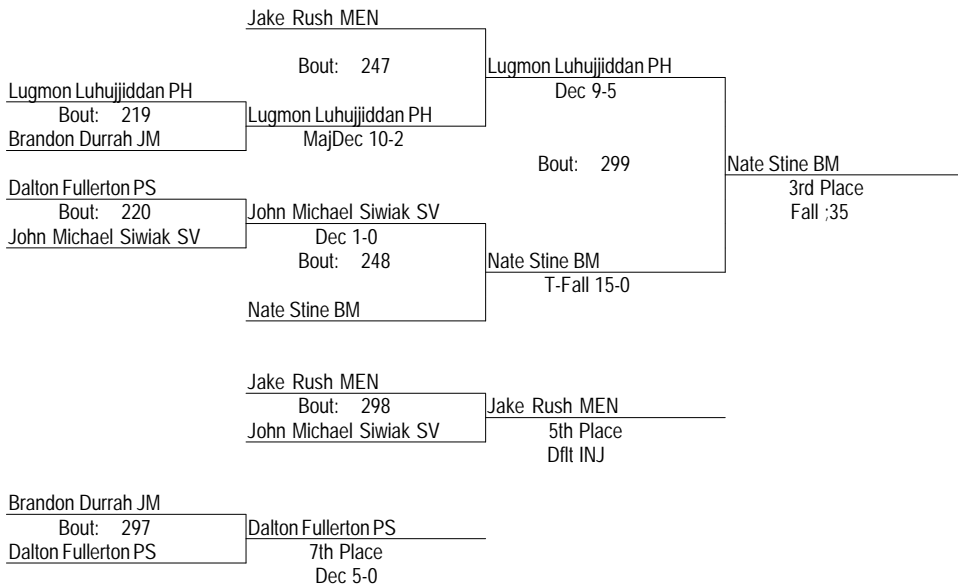 Jake Rush MEN
Bout: 247
Lugmon Luhujjiddan PH
Dec 9-5
Lugmon Luhujjiddan PH
Bout: 219
Brandon Durrah JM
Lugmon Luhujjiddan PH
MajDec 10-2
Bout: 299
Nate Stine BM
3rd Place
Fall ;35
Dalton Fullerton PS
Bout: 220
John Michael Siwiak SV
John Michael Siwiak SV
Dec 1-0
Bout: 248
Nate Stine BM
T-Fall 15-0
Nate Stine BM
Jake Rush MEN
Bout: 298
John Michael Siwiak SV
Jake Rush MEN
5th Place
Dflt INJ
Brandon Durrah JM
Bout: 297
Dalton Fullerton PS
Dalton Fullerton PS
7th Place
Dec 5-0